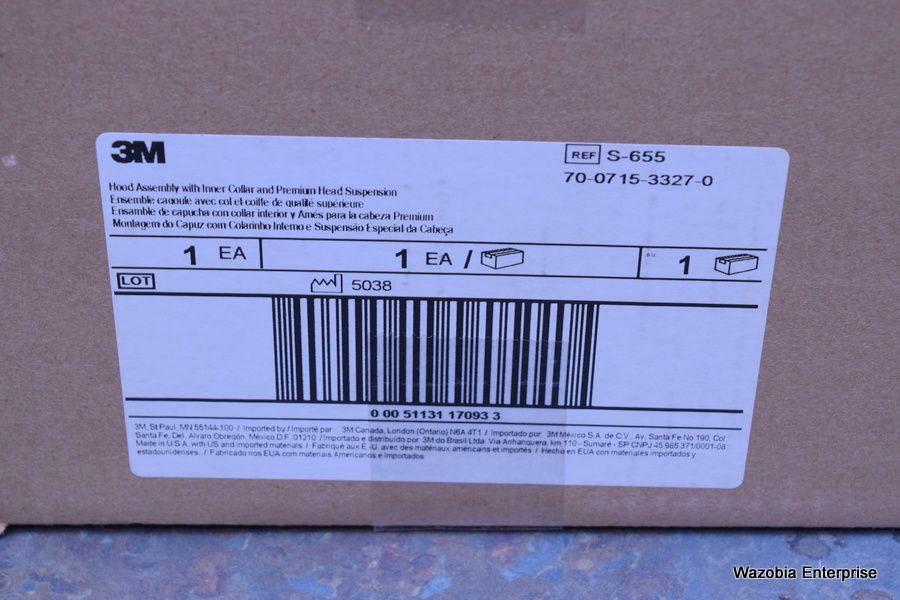 3M
REF S-655
70-0715-3327-0
Hood Assembly with Inner Collar and Premium Head Suspension
Ensemble cagoule avec col et coiffe de qualité supérieure
Ensamble de capucha con collar interior y Arnés para la cabeza Premium
Montagem do Capuz com Colarinho Interno e Suspensão Especial da Cabeça
1 EA
1 EA /
1
LOT
5038
0 00 51131 17093 3
3M, St Paul, MN 55144-100 / Imported by / Importé par: 3M Canada, London (Ontario) N6A 4T1 / Importado por: 3M México S.A. de C.V., Av. Santa Fe No 190, Col
Santa Fe, Del. Alvaro Obregón, México D.F. 01210 / Importado e distribuído por: 3M do Brasil Ltda. Via Anhanguera, km 110 - Sumaré - SP CNPJ 45.985.371/0001-08
Made in U.S.A. with US and imported materials / Fabriqué aux É.-U. avec des matériaux américains et importés / Hecho en EUA con materiales importados y
estadounidenses. / Fabricado nos EUA com materiais Americanos e Importados
Wazobia Enterprise